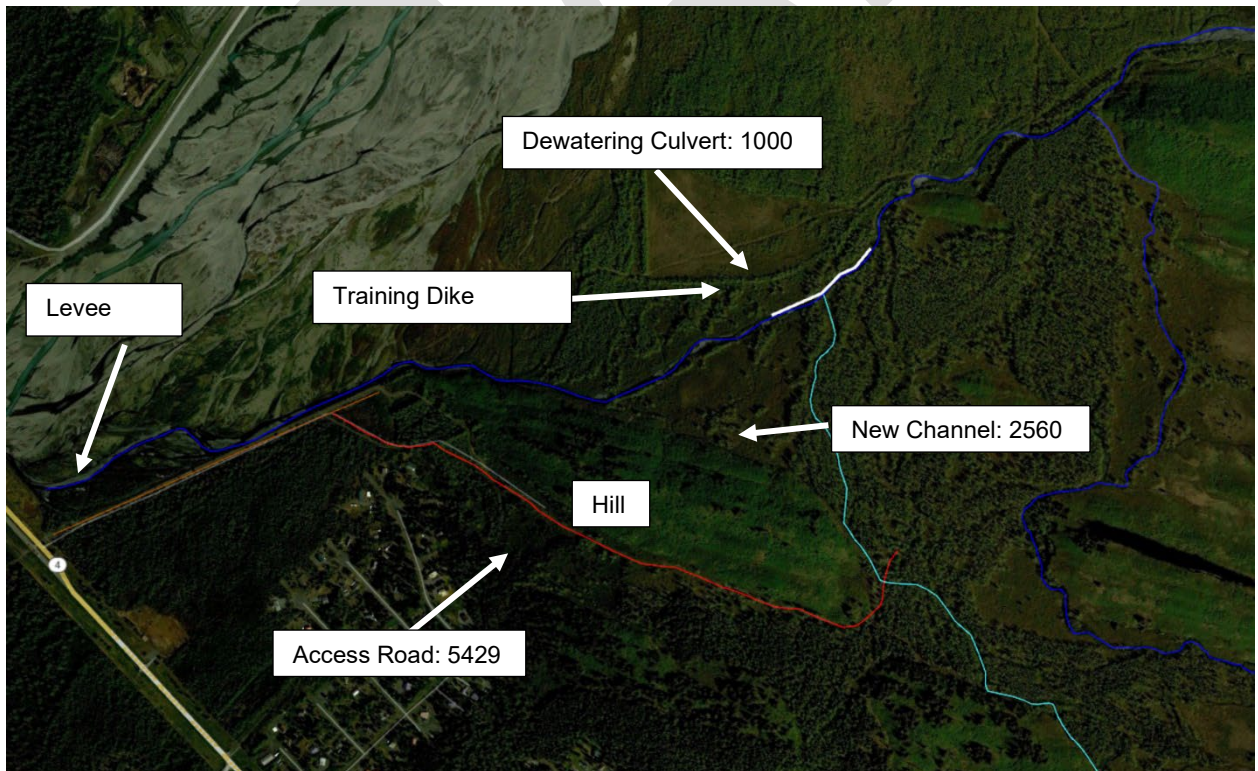 Dewatering Culvert: 1000
Levee
Training Dike
New Channel: 2560
Hill
4
Access Road: 5429